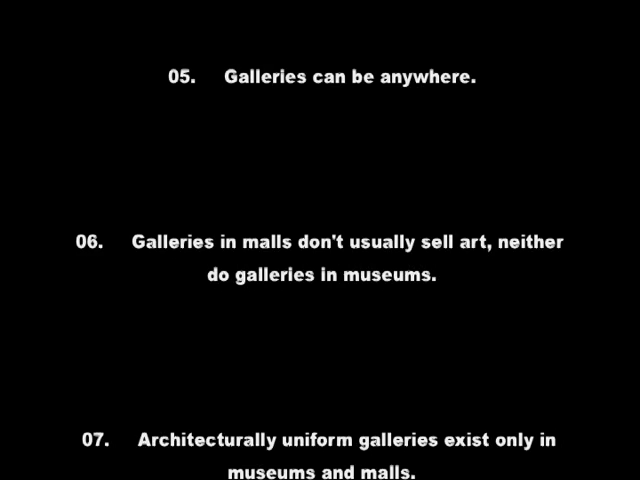 05. Galleries can be anywhere.
06. Galleries in malls don't usually sell art, neither
do galleries in museums.
07. Architecturally uniform galleries exist only in
museums and malls.